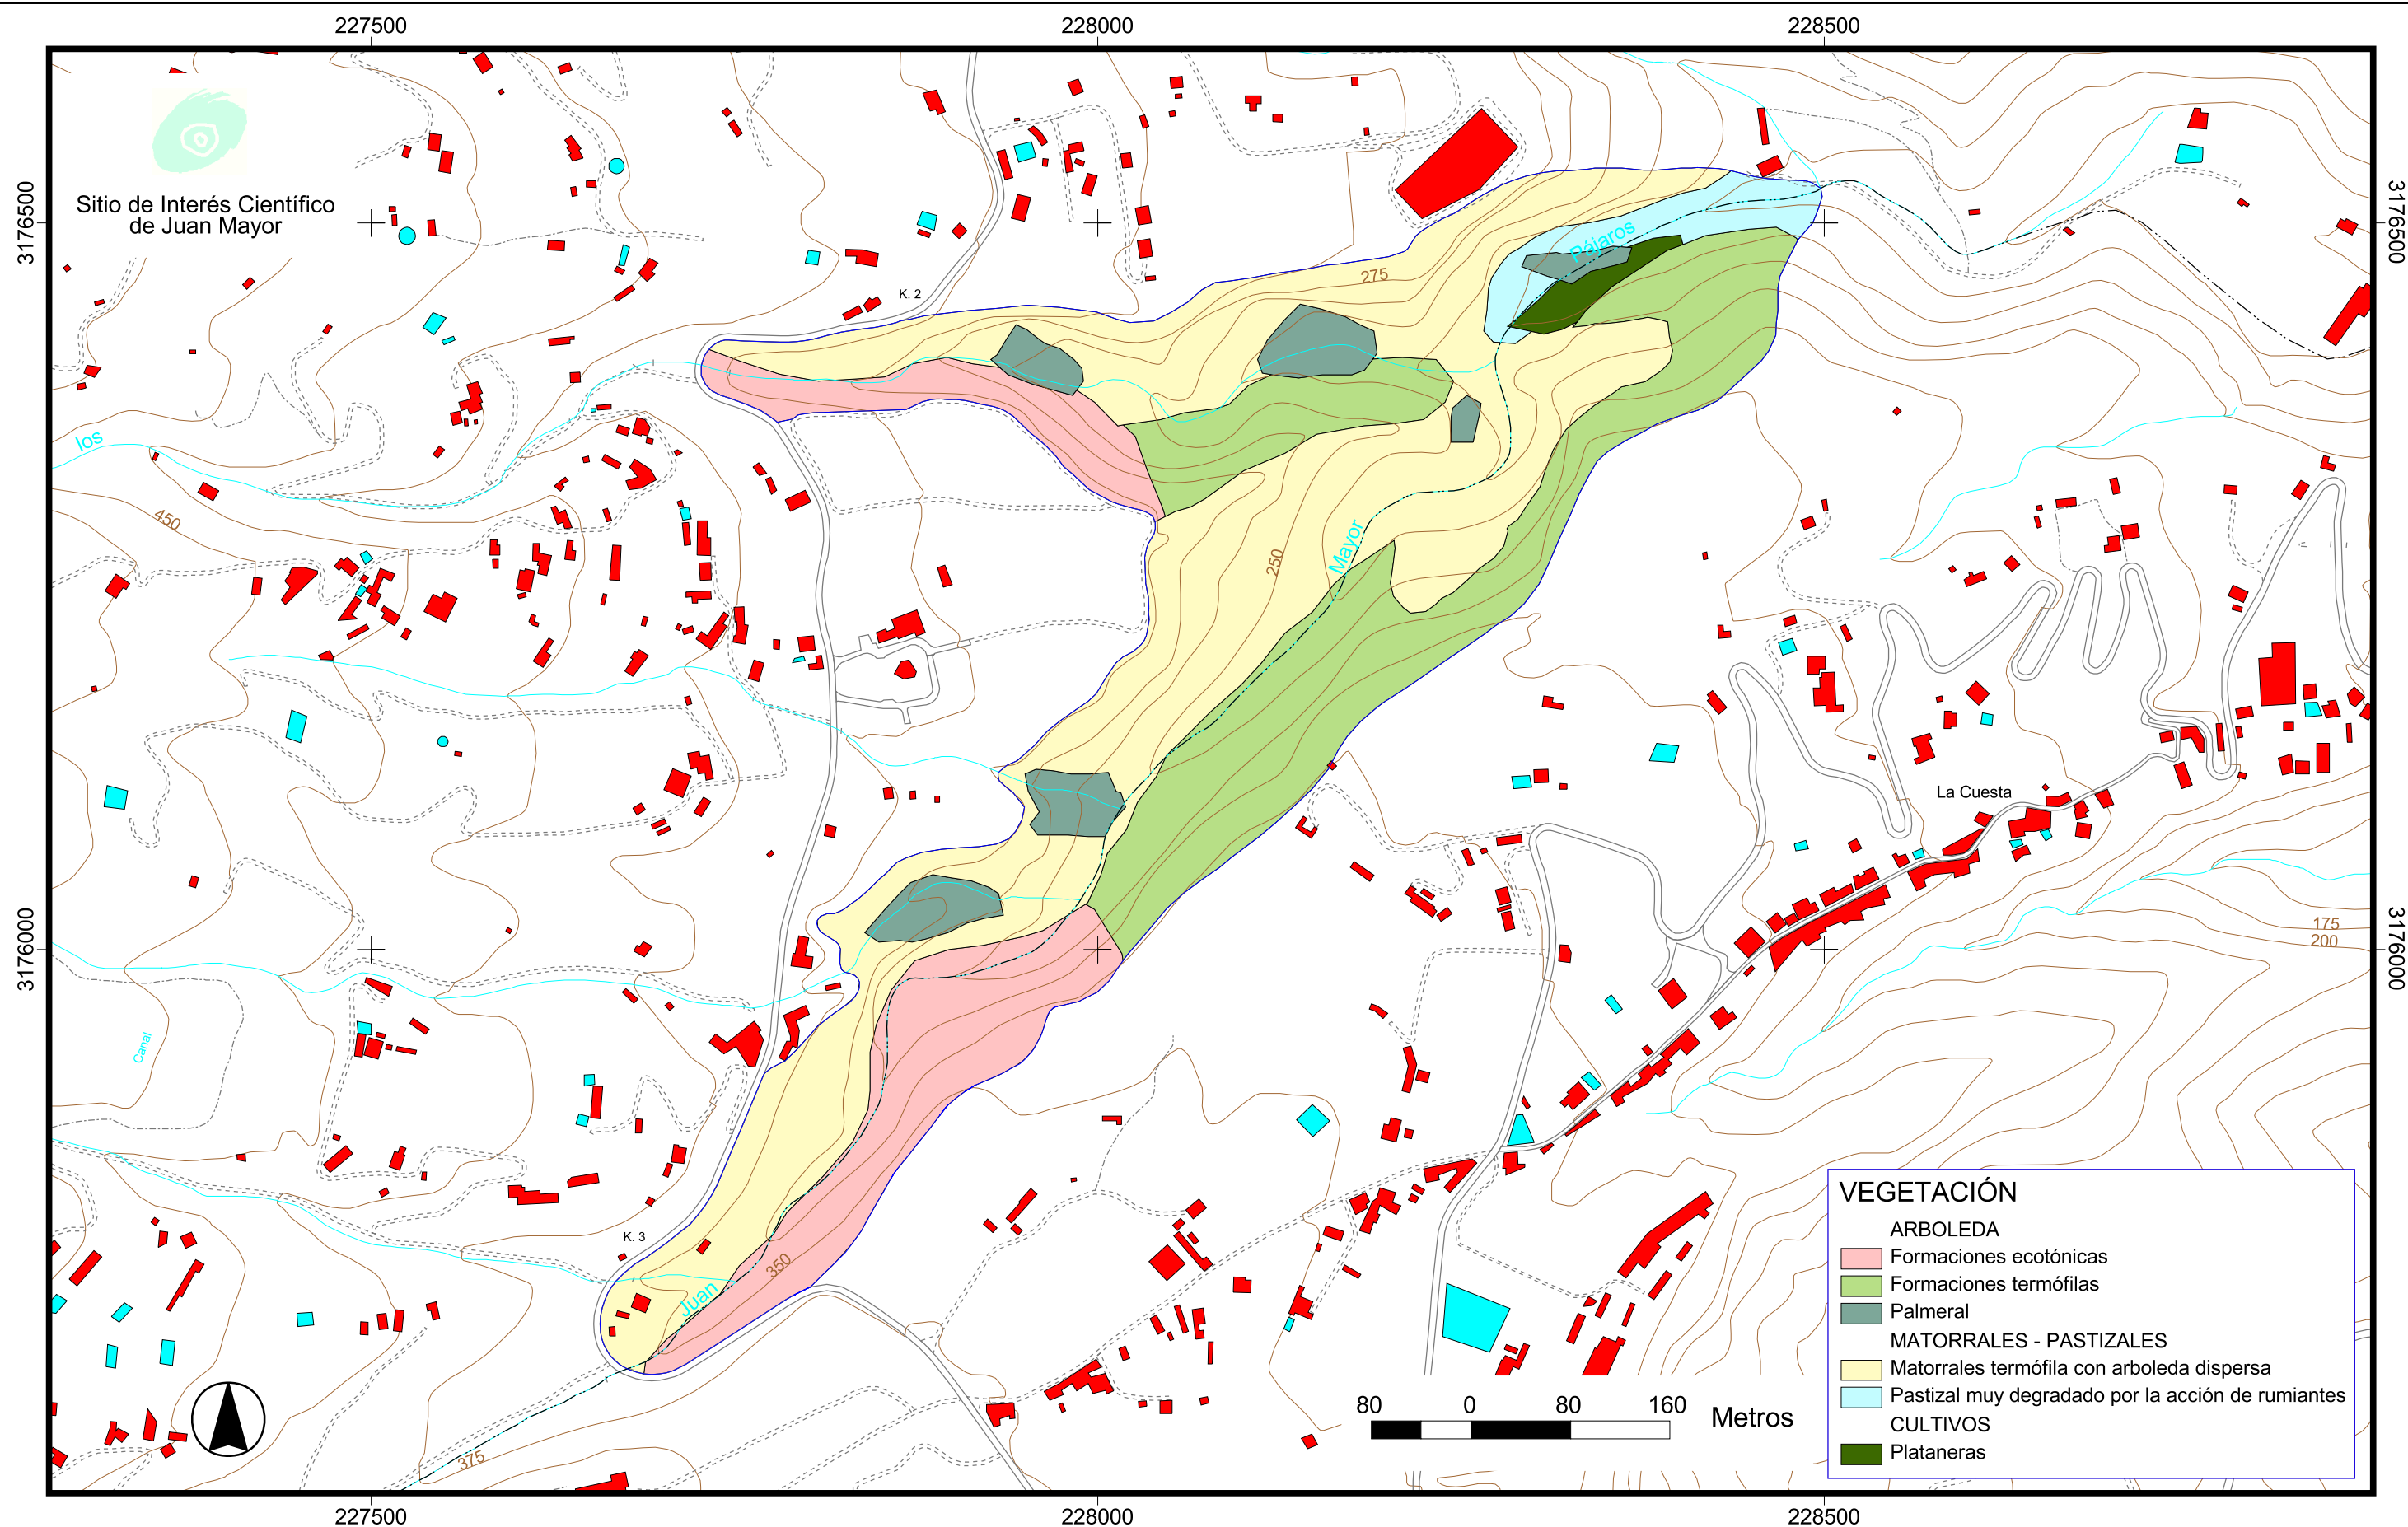 227500
228000
228500
3176500
3176500
Sitio de Interés Científico
de Juan Mayor
Pájaros
275
K. 2
los
450
Mayor
250
La Cuesta
3176000
3176000
175
200
Canal
K. 3
350
Juan
375
VEGETACIÓN
ARBOLEDA
Formaciones ecotónicas
Formaciones termófilas
Palmeral
MATORRALES - PASTIZALES
Matorrales termófila con arboleda dispersa
Pastizal muy degradado por la acción de rumiantes
CULTIVOS
Plataneras
80 0 80 160 Metros
227500
228000
228500